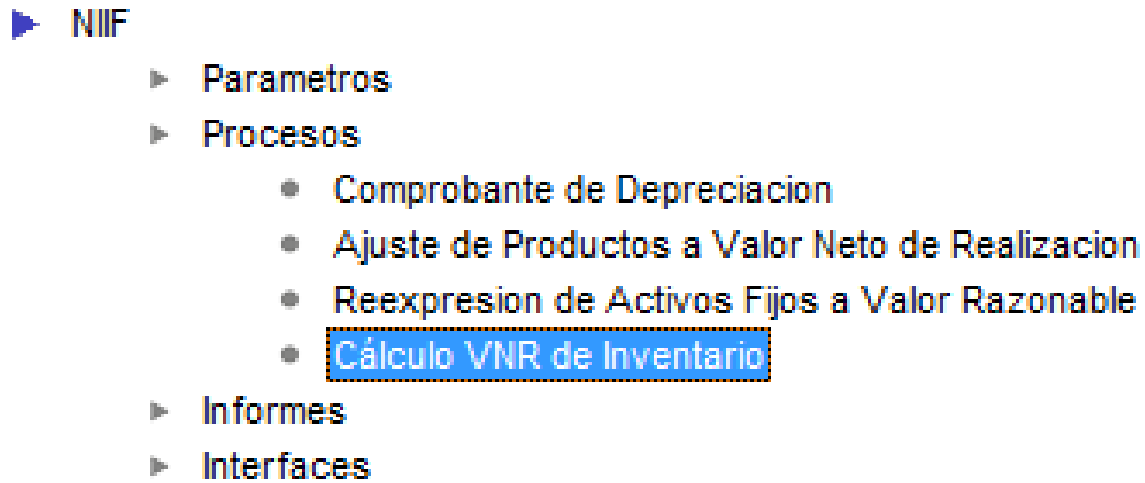 NIIF
Parametros
Procesos
Comprobante de Depreciacion
Ajuste de Productos a Valor Neto de Realizacion
Reexpresion de Activos Fijos a Valor Razonable
Cálculo VNR de Inventario
Informes
Interfaces